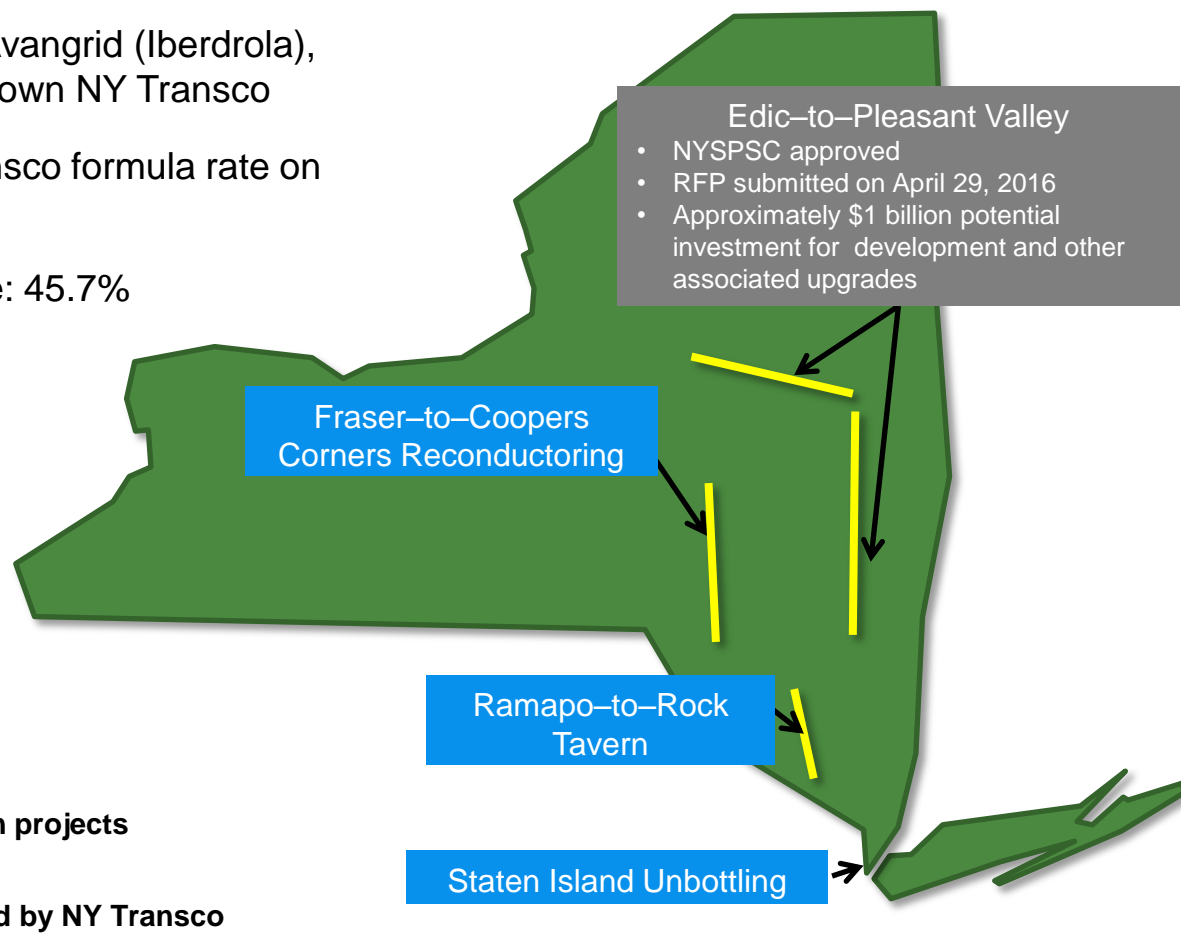 vangrid (Iberdrola),
own NY Transco
formula rate on
: 45.7%
Edic–to–Pleasant Valley
• NYSPSC approved
• RFP submitted on April 29, 2016
• Approximately $1 billion potential
investment for development and other
associated upgrades
Fraser–to–Coopers
Corners Reconductoring
Ramapo–to–Rock
Tavern
projects
Staten Island Unbottling
by NY Transco